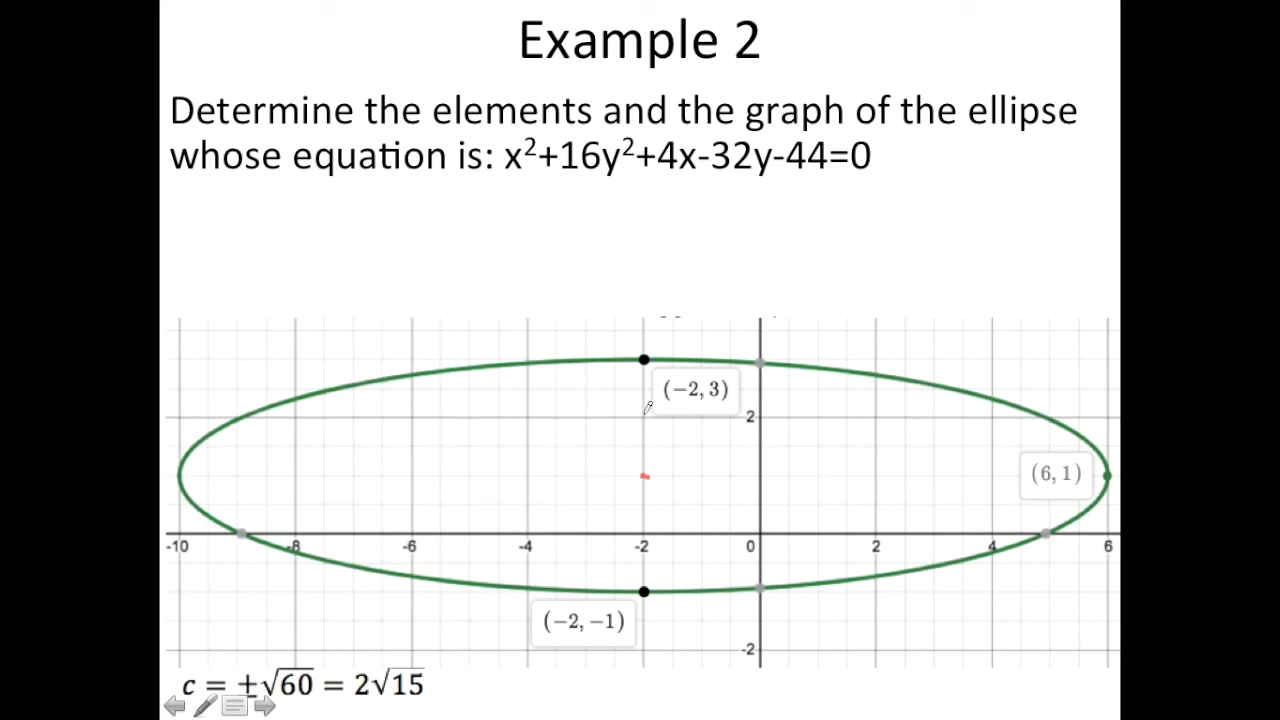 Example 2
Determine the elements and the graph of the ellipse
whose equation is: x²+16y²+4x-32y-44=0
(−2, 3)
2
(6, 1)
-10 -8 -6 -4 -2 0 2 4 6
(−2, −1)
-2
c = ±√60 = 2√15